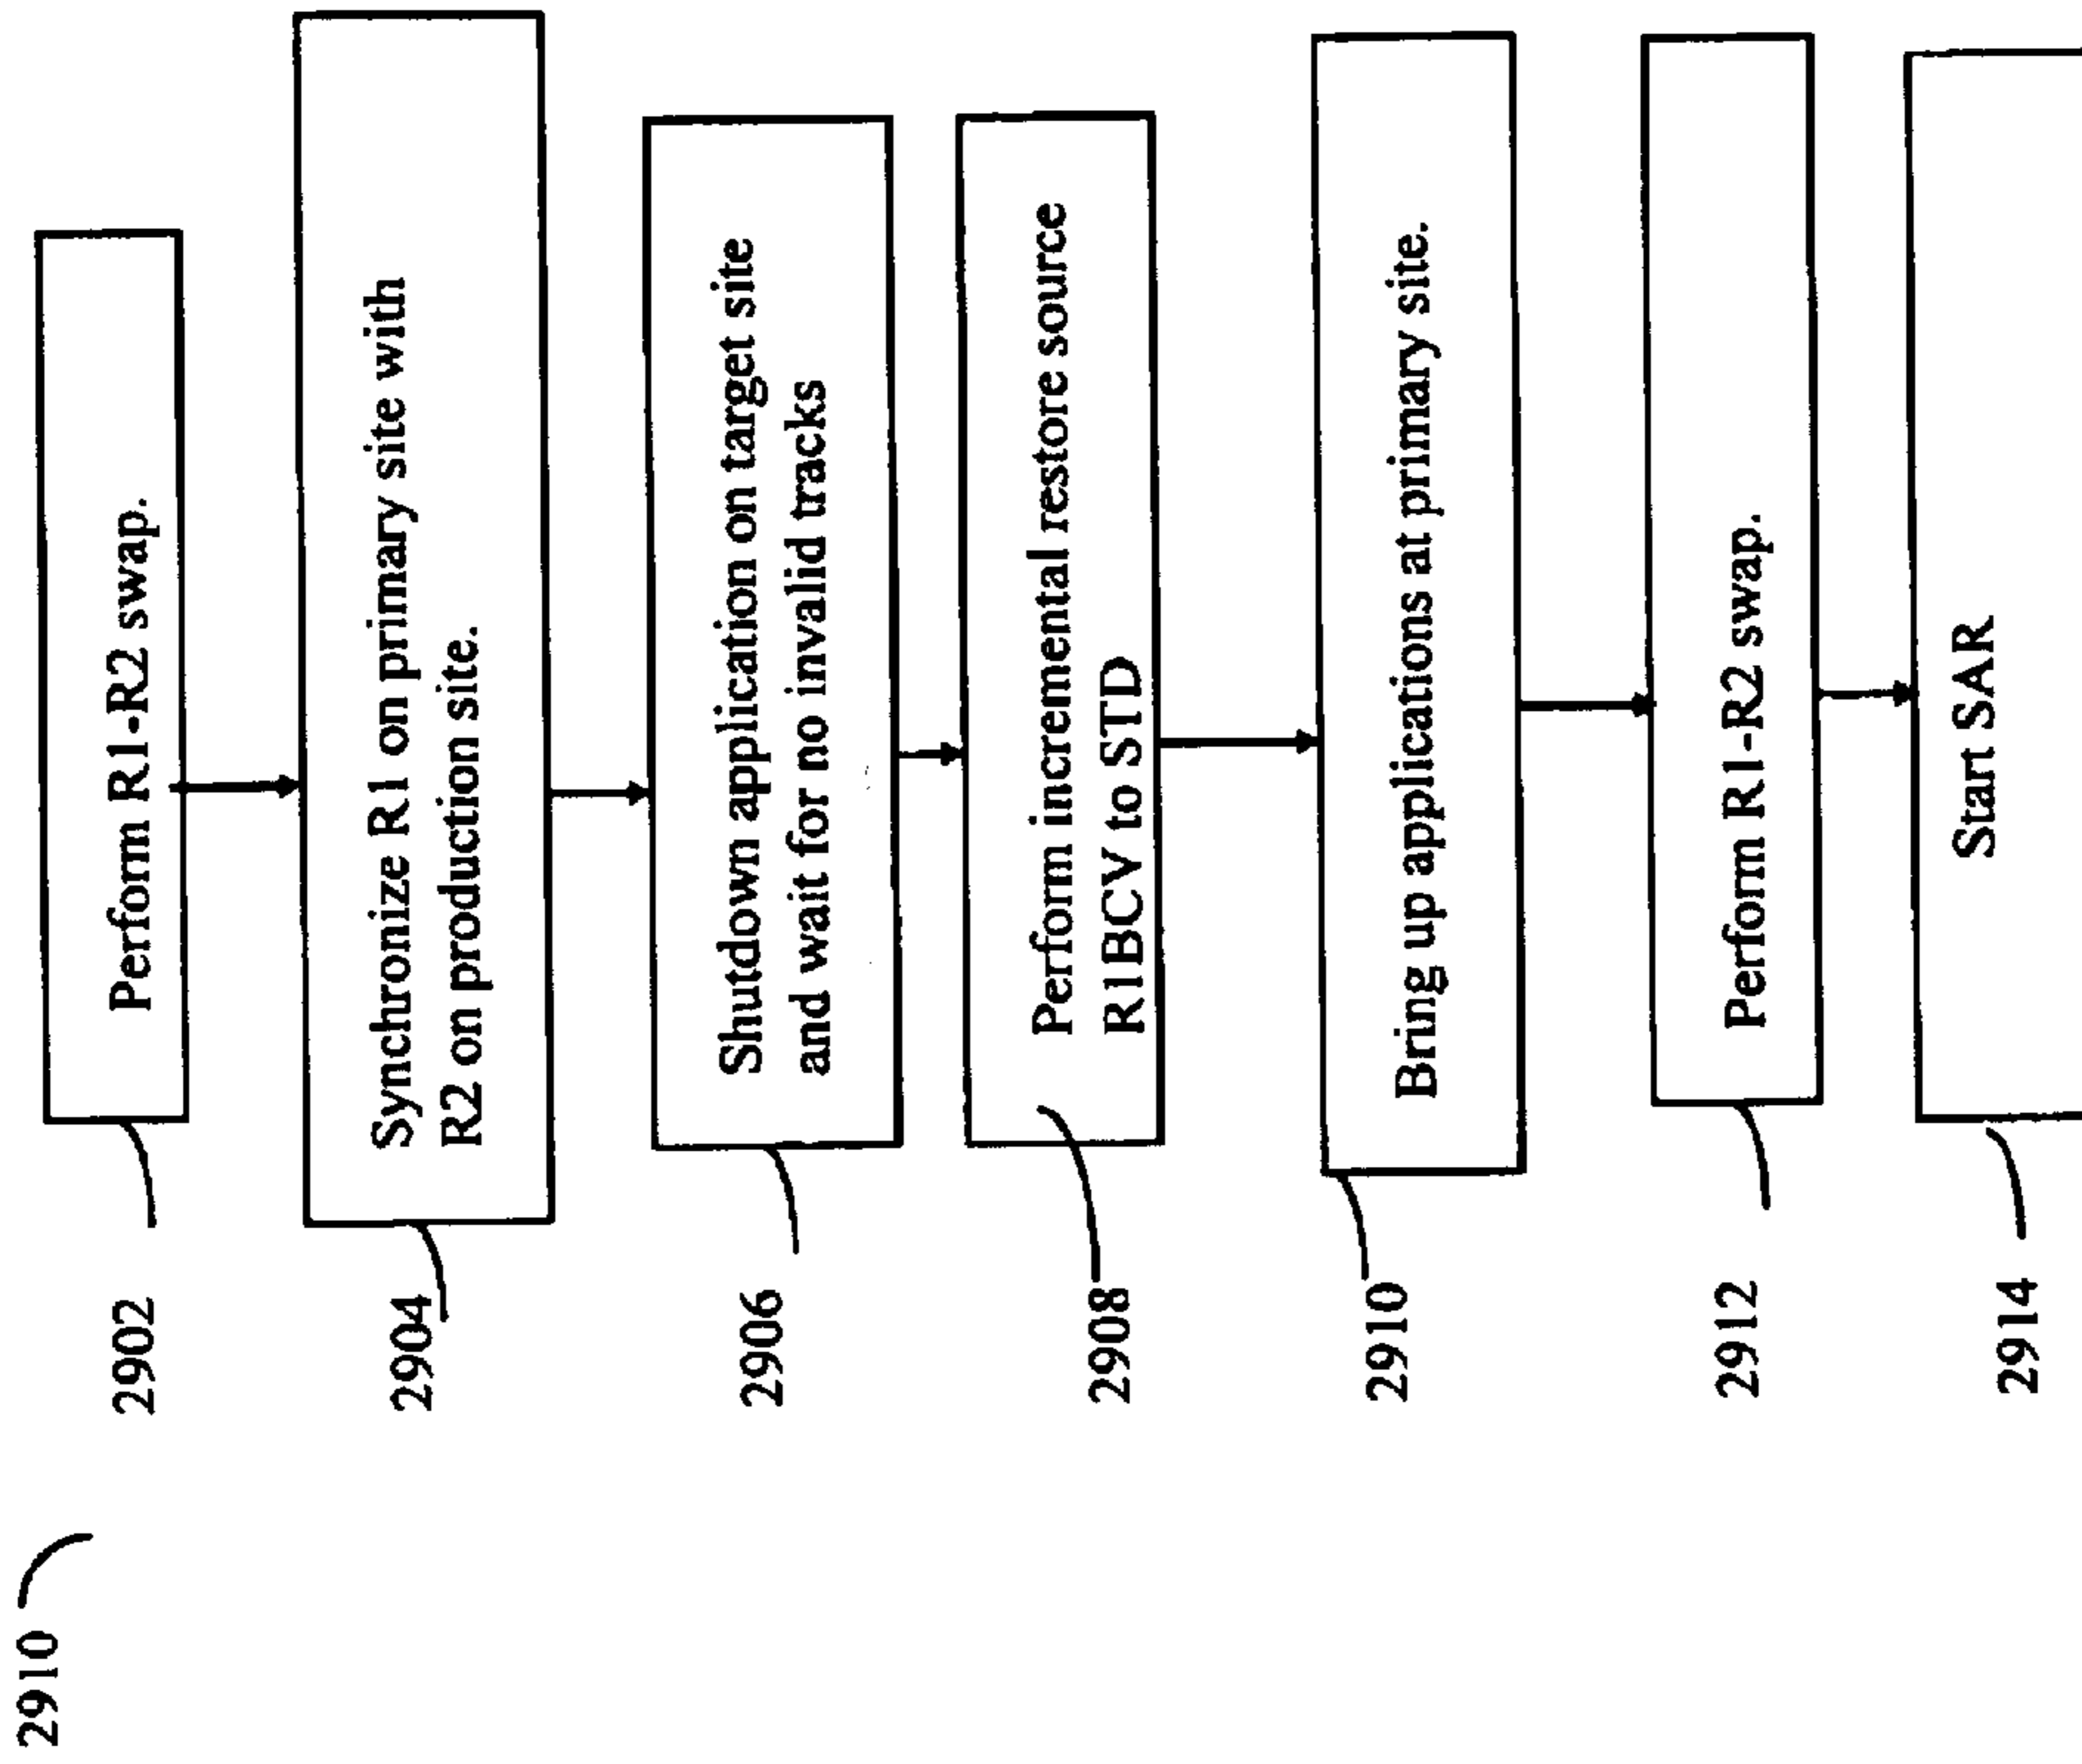 2910
2902
Perform R1-R2 swap.
2904
Synchronize R1 on primary site with
R2 on production site.
2906
Shutdown application on target site
and wait for no invalid tracks
2908
Perform incremental restore source
R1BCV to STD
2910
Bring up applications at primary site.
2912
Perform R1-R2 swap.
2914
Start SAR